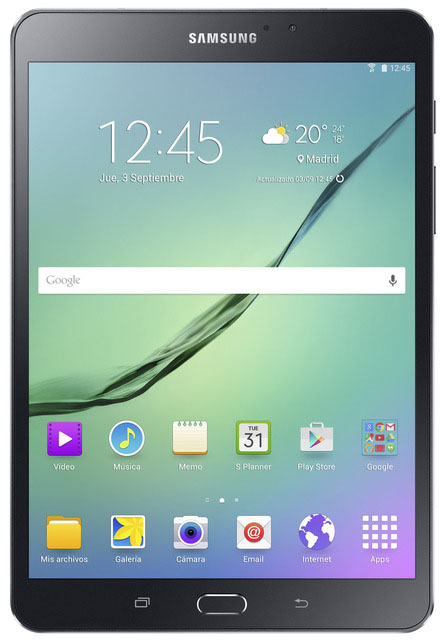 SAMSUNG
12:45
12:45
20° 24°
18°
Madrid
Jue, 3 Septiembre
Actualizado 03/09 12:45
Google
TUE
31
Vídeo
Música
Memo
S Planner
Play Store
Google
@
Mis archivos
Galería
Cámara
Email
Internet
Apps